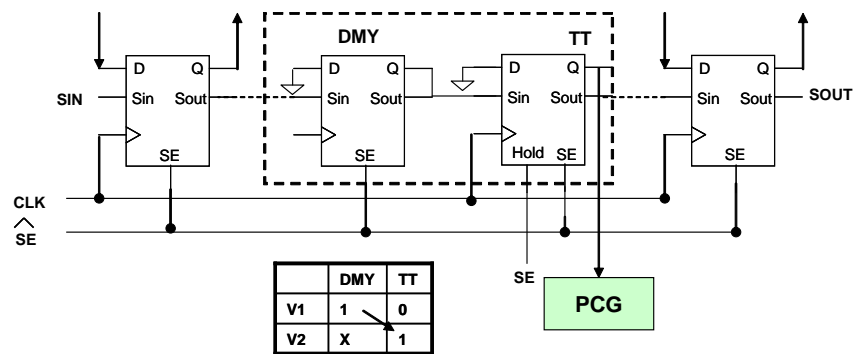 DMY TT
D Q D Q D Q D Q
SIN Sin Sout Sin Sout Sin Sout Sin Sout SOUT
SE SE Hold SE SE
CLK
SE
SE
PCG
DMY TT
V1 1 0
V2 X 1